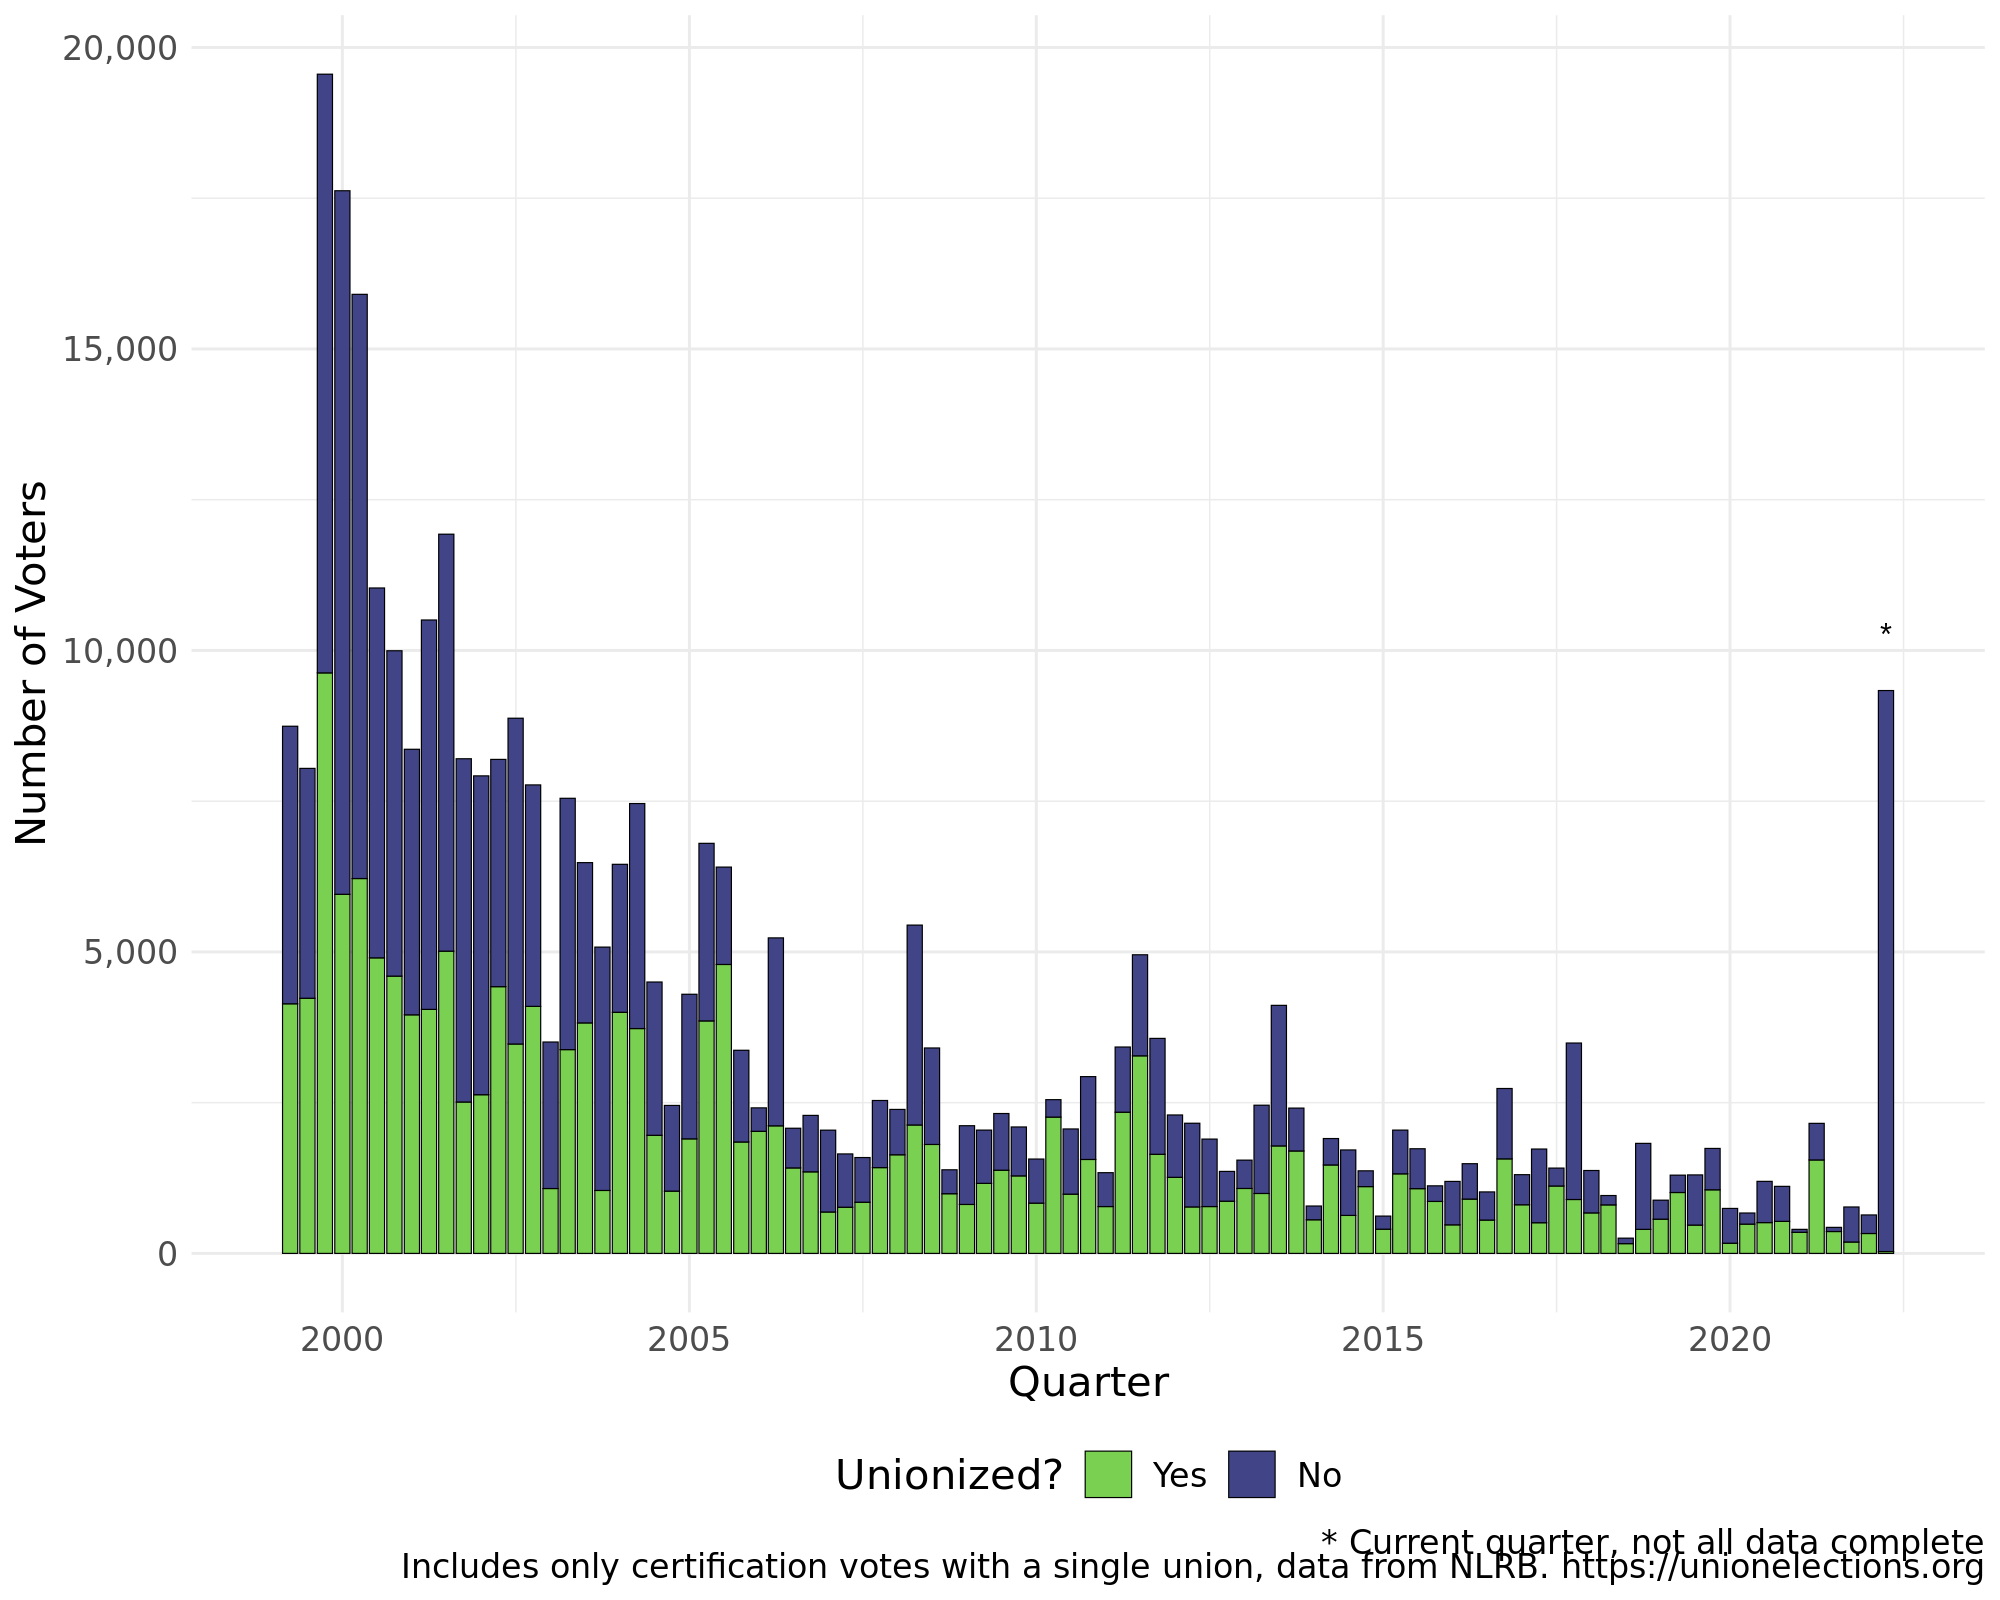 20,000
15,000
10,000
5,000
0
Number of Voters
*
2000
2005
2010
2015
2020
Quarter
Unionized?
Yes
No
* Current quarter, not all data complete
Includes only certification votes with a single union, data from NLRB. https://unionelections.org